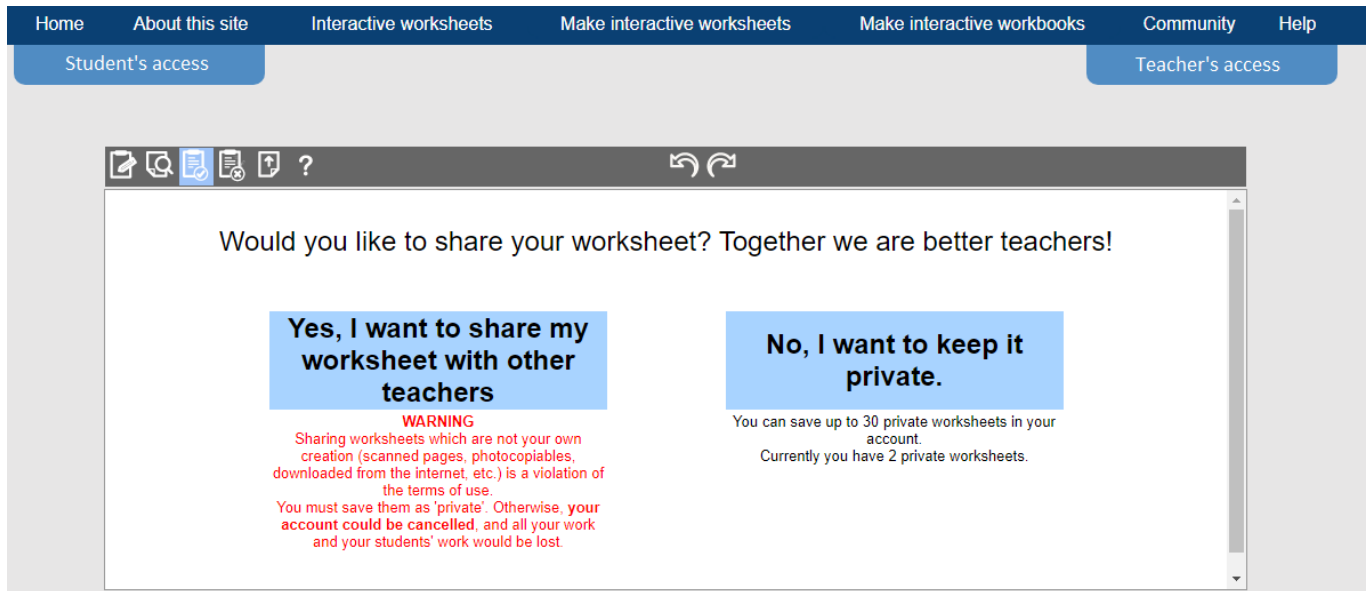 Home About this site Interactive worksheets Make interactive worksheets Make interactive workbooks Community Help
Student's access Teacher's access
?
Would you like to share your worksheet? Together we are better teachers!
Yes, I want to share my
worksheet with other
teachers
WARNING
Sharing worksheets which are not your own
creation (scanned pages, photocopiables,
downloaded from the internet, etc.) is a violation of
the terms of use.
You must save them as 'private'. Otherwise, your
account could be cancelled, and all your work
and your students' work would be lost.
No, I want to keep it
private.
You can save up to 30 private worksheets in your
account.
Currently you have 2 private worksheets.